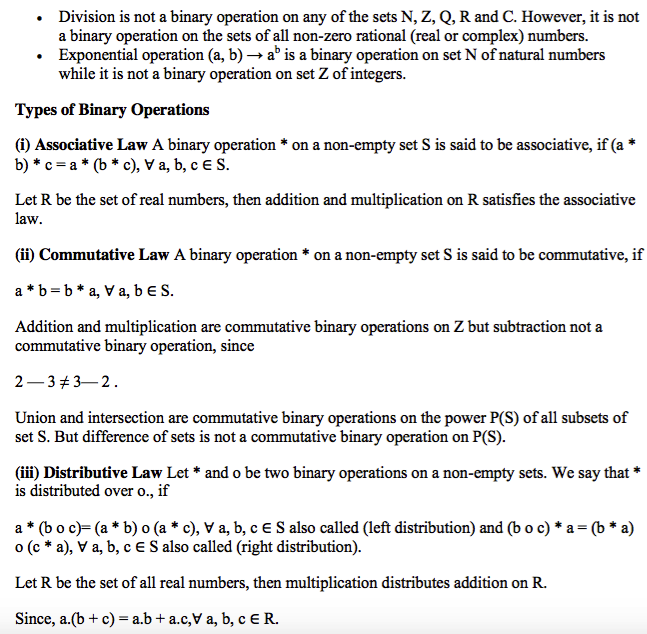 • Division is not a binary operation on any of the sets N, Z, Q, R and C. However, it is not
a binary operation on the sets of all non-zero rational (real or complex) numbers.
• Exponential operation (a, b) → aᵇ is a binary operation on set N of natural numbers
while it is not a binary operation on set Z of integers.
Types of Binary Operations
(i) Associative Law A binary operation * on a non-empty set S is said to be associative, if (a *
b) * c = a * (b * c), ∀ a, b, c ∈ S.
Let R be the set of real numbers, then addition and multiplication on R satisfies the associative
law.
(ii) Commutative Law A binary operation * on a non-empty set S is said to be commutative, if
a * b = b * a, ∀ a, b ∈ S.
Addition and multiplication are commutative binary operations on Z but subtraction not a
commutative binary operation, since
2 — 3 ≠ 3— 2 .
Union and intersection are commutative binary operations on the power P(S) of all subsets of
set S. But difference of sets is not a commutative binary operation on P(S).
(iii) Distributive Law Let * and o be two binary operations on a non-empty sets. We say that *
is distributed over o., if
a * (b o c)= (a * b) o (a * c), ∀ a, b, c ∈ S also called (left distribution) and (b o c) * a = (b * a)
o (c * a), ∀ a, b, c ∈ S also called (right distribution).
Let R be the set of all real numbers, then multiplication distributes addition on R.
Since, a.(b + c) = a.b + a.c,∀ a, b, c ∈ R.